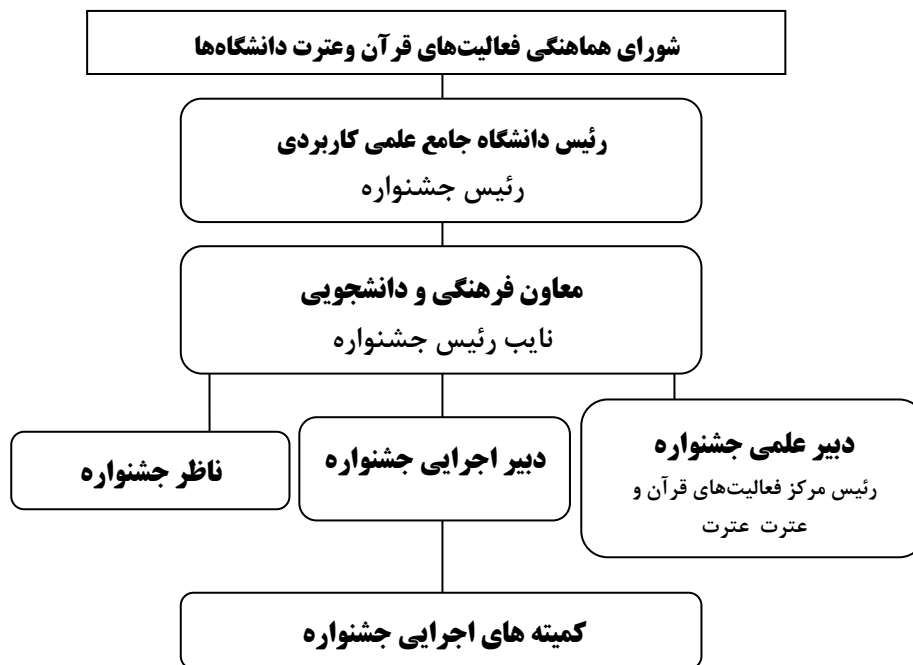 شورای هماهنگی فعالیت‌های قرآن وعترت دانشگاه‌ها
رئیس دانشگاه جامع علمی کاربردی
رئیس جشنواره
معاون فرهنگی و دانشجویی
نایب رئیس جشنواره
دبیر علمی جشنواره
رئیس مرکز فعالیت‌های قرآن و
عترت عترت
دبیر اجرایی جشنواره
ناظر جشنواره
کمیته های اجرایی جشنواره